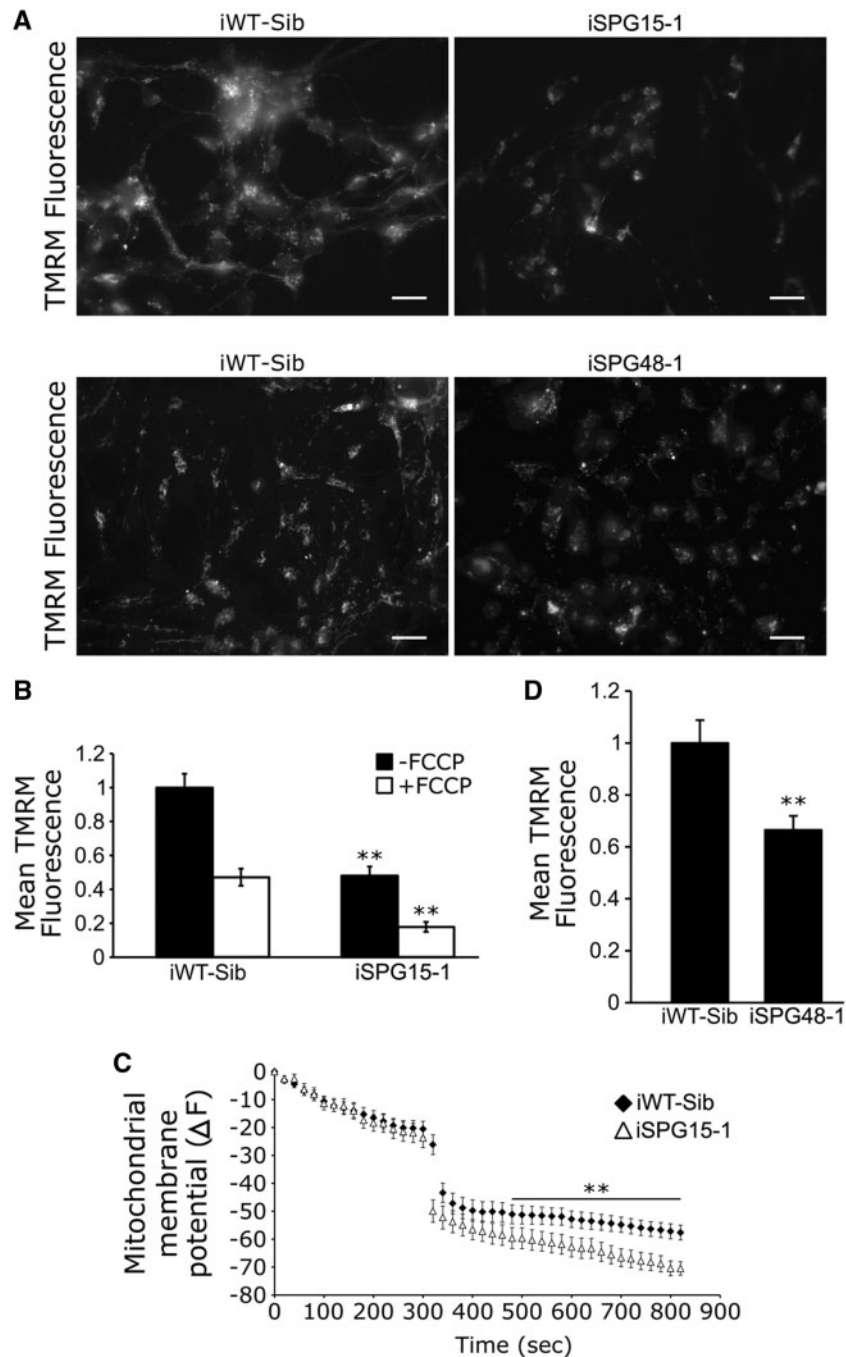 A
iWT-Sib
iSPG15-1
TMRM Fluorescence
iWT-Sib
iSPG48-1
TMRM Fluorescence
B
Mean TMRM
Fluorescence
1.2
1
0.8
0.6
0.4
0.2
0
-FCCP
+FCCP
**
**
iWT-Sib
iSPG15-1
D
Mean TMRM
Fluorescence
1.2
1
0.8
0.6
0.4
0.2
0
**
iWT-Sib
iSPG48-1
C
Mitochondrial
membrane
potential (ΔF)
0
-10
-20
-30
-40
-50
-60
-70
-80
iWT-Sib
iSPG15-1
**
0 100 200 300 400 500 600 700 800 900
Time (sec)